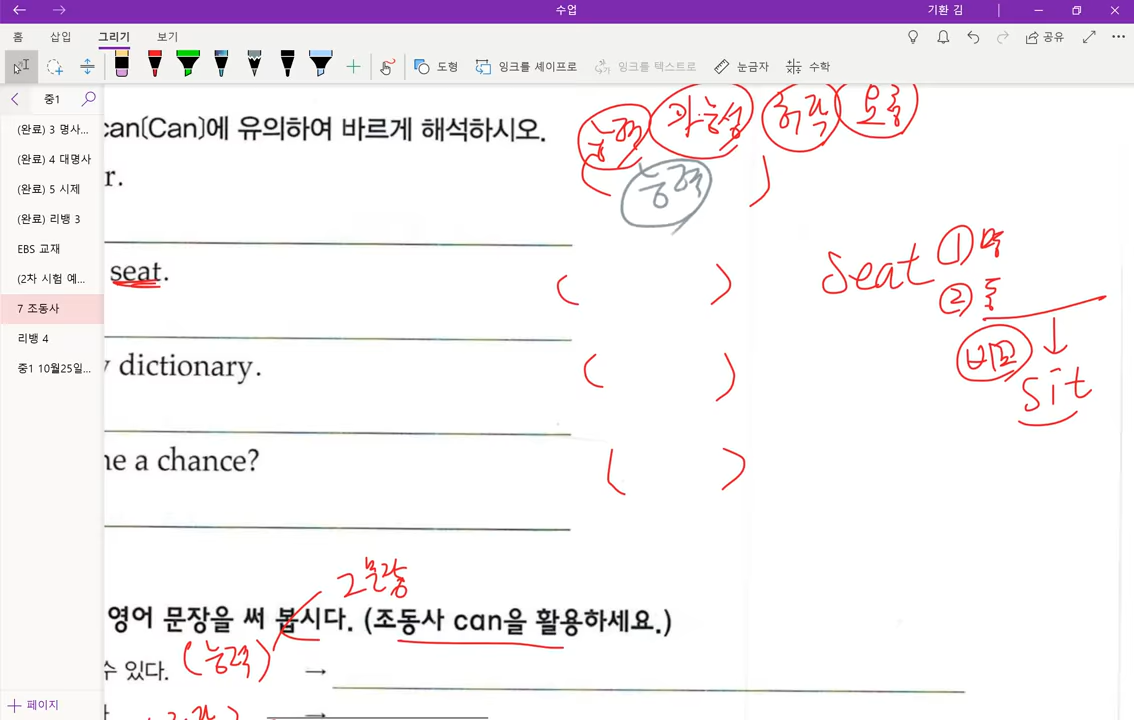 수업
기환 김
홈 삽입 그리기 보기
공유
도형 잉크를 셰이프로 잉크를 텍스트로 눈금자 수학
중1
(완료) 3 명사...
(완료) 4 대명사
(완료) 5 시제
(완료) 리뱅 3
EBS 교재
(2차 시험 예...
7 조동사
리뱅 4
중1 10월25일...
페이지
능력 가능성 허락 요청
can(Can)에 유의하여 바르게 해석하시오.
r.
( 능력 )
seat. ( )
seat ① 명
② 동
비교 ↓
sit
dictionary. ( )
ne a chance? ( )
그 문장
영어 문장을 써 봅시다. (조동사 can을 활용하세요.)
수 있다. (능력) →
→